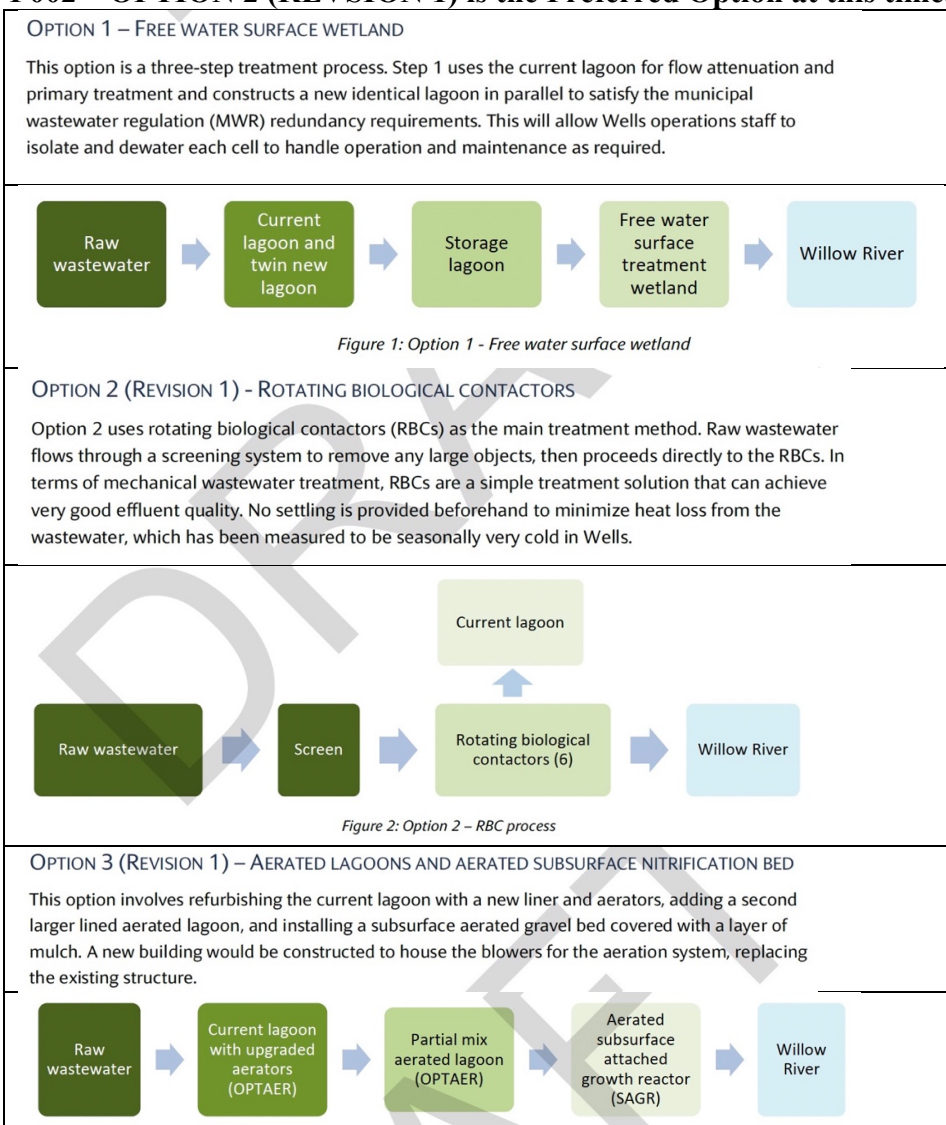 OPTION 2 (REVSION 1) is the Preferred Option at this time
OPTION 1 – FREE WATER SURFACE WETLAND
This option is a three-step treatment process. Step 1 uses the current lagoon for flow attenuation and
primary treatment and constructs a new identical lagoon in parallel to satisfy the municipal
wastewater regulation (MWR) redundancy requirements. This will allow Wells operations staff to
isolate and dewater each cell to handle operation and maintenance as required.
Raw
wastewater
Current
lagoon and
twin new
lagoon
Storage
lagoon
Free water
surface
treatment
wetland
Willow River
Figure 1: Option 1 - Free water surface wetland
OPTION 2 (REVISION 1) - ROTATING BIOLOGICAL CONTACTORS
Option 2 uses rotating biological contactors (RBCs) as the main treatment method. Raw wastewater
flows through a screening system to remove any large objects, then proceeds directly to the RBCs. In
terms of mechanical wastewater treatment, RBCs are a simple treatment solution that can achieve
very good effluent quality. No settling is provided beforehand to minimize heat loss from the
wastewater, which has been measured to be seasonally very cold in Wells.
Current lagoon
Raw wastewater
Screen
Rotating biological
contactors (6)
Willow River
Figure 2: Option 2 – RBC process
OPTION 3 (REVISION 1) – AERATED LAGOONS AND AERATED SUBSURFACE NITRIFICATION BED
This option involves refurbishing the current lagoon with a new liner and aerators, adding a second
larger lined aerated lagoon, and installing a subsurface aerated gravel bed covered with a layer of
mulch. A new building would be constructed to house the blowers for the aeration system, replacing
the existing structure.
Raw
wastewater
Current lagoon
with upgraded
aerators
(OPTAER)
Partial mix
aerated lagoon
(OPTAER)
Aerated
subsurface
attached
growth reactor
(SAGR)
Willow
River
DRAFT